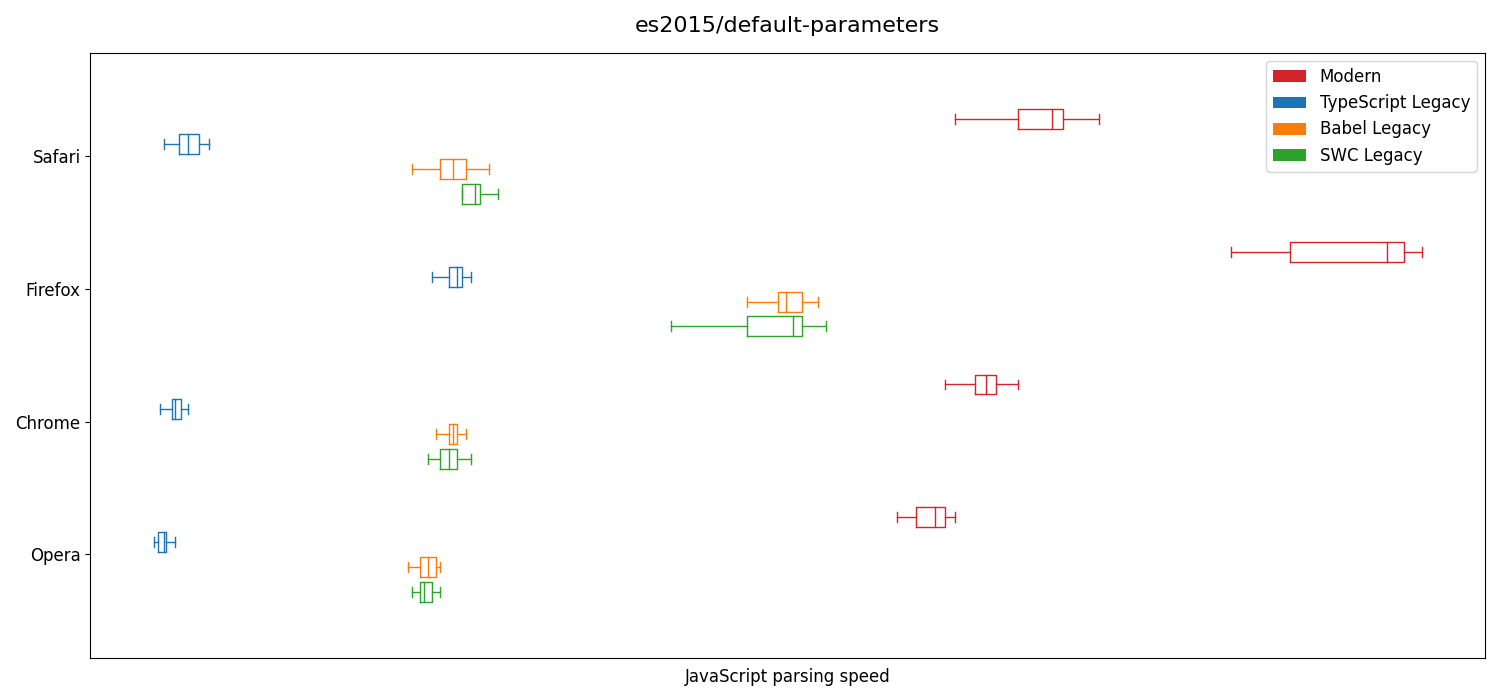 es2015/default-parameters
Modern
TypeScript Legacy
Babel Legacy
SWC Legacy
Safari
Firefox
Chrome
Opera
JavaScript parsing speed